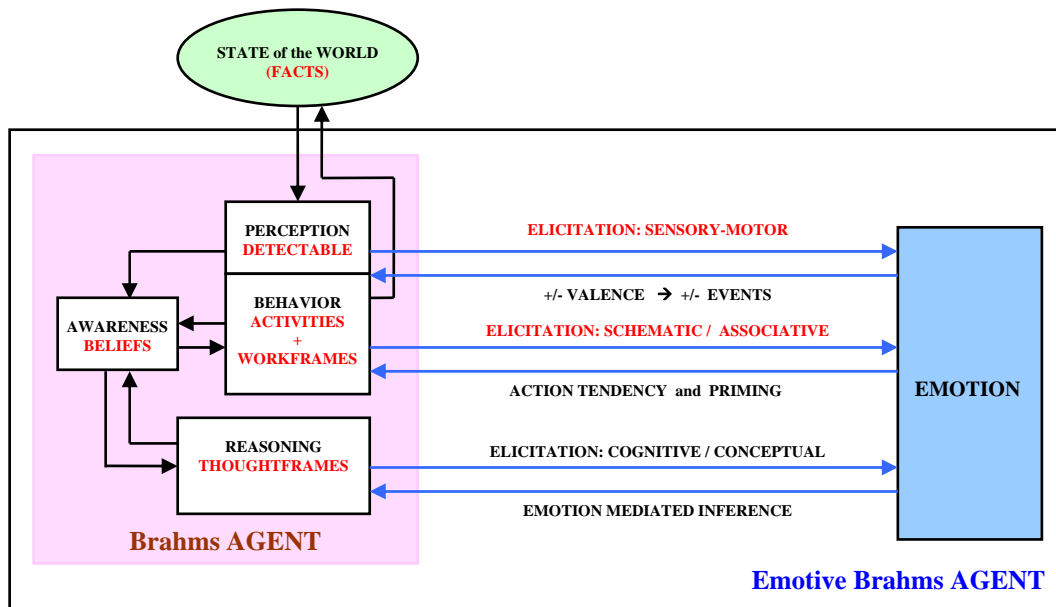 STATE of the WORLD
(FACTS)
PERCEPTION
DETECTABLE
ELICITATION: SENSORY-MOTOR
+/- VALENCE → +/- EVENTS
BEHAVIOR
ACTIVITIES
+
WORKFRAMES
AWARENESS
BELIEFS
ELICITATION: SCHEMATIC / ASSOCIATIVE
ACTION TENDENCY and PRIMING
EMOTION
REASONING
THOUGHTFRAMES
ELICITATION: COGNITIVE / CONCEPTUAL
EMOTION MEDIATED INFERENCE
Brahms AGENT
Emotive Brahms AGENT